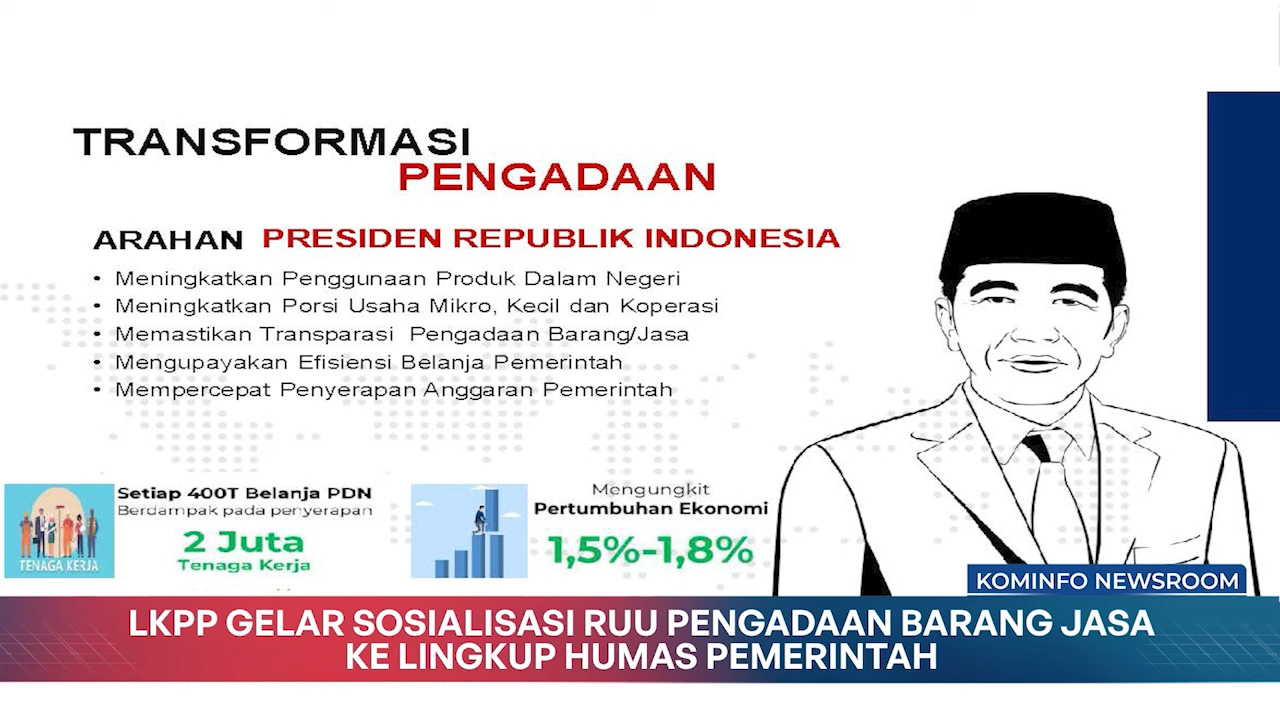 TRANSFORMASI
PENGADAAN
ARAHAN PRESIDEN REPUBLIK INDONESIA
• Meningkatkan Penggunaan Produk Dalam Negeri
• Meningkatkan Porsi Usaha Mikro, Kecil dan Koperasi
• Memastikan Transparasi Pengadaan Barang/Jasa
• Mengupayakan Efisiensi Belanja Pemerintah
• Mempercepat Penyerapan Anggaran Pemerintah
TENAGA KERJA
Setiap 400T Belanja PDN
Berdampak pada penyerapan
2 Juta
Tenaga Kerja
Mengungkit
Pertumbuhan Ekonomi
1,5%-1,8%
KOMINFO NEWSROOM
LKPP GELAR SOSIALISASI RUU PENGADAAN BARANG JASA
KE LINGKUP HUMAS PEMERINTAH